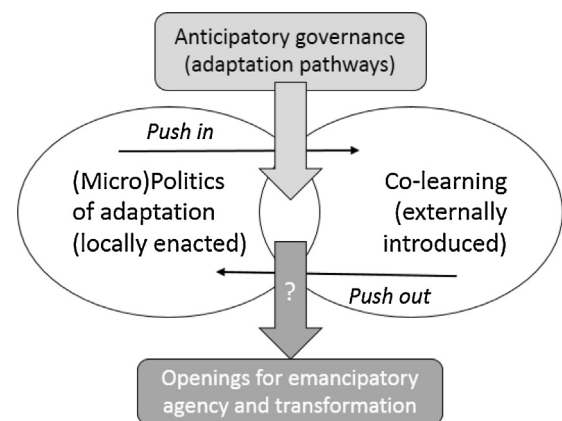 Anticipatory governance
(adaptation pathways)
Push in
(Micro)Politics
of adaptation
(locally enacted)
Co-learning
(externally
introduced)
?
Push out
Openings for emancipatory
agency and transformation